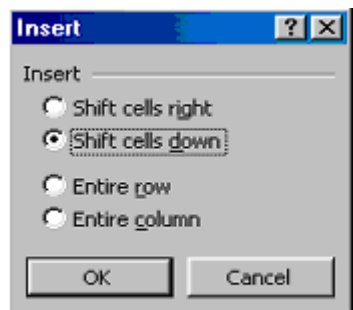 Insert
Insert
Shift cells right
Shift cells down
Entire row
Entire column
OK Cancel